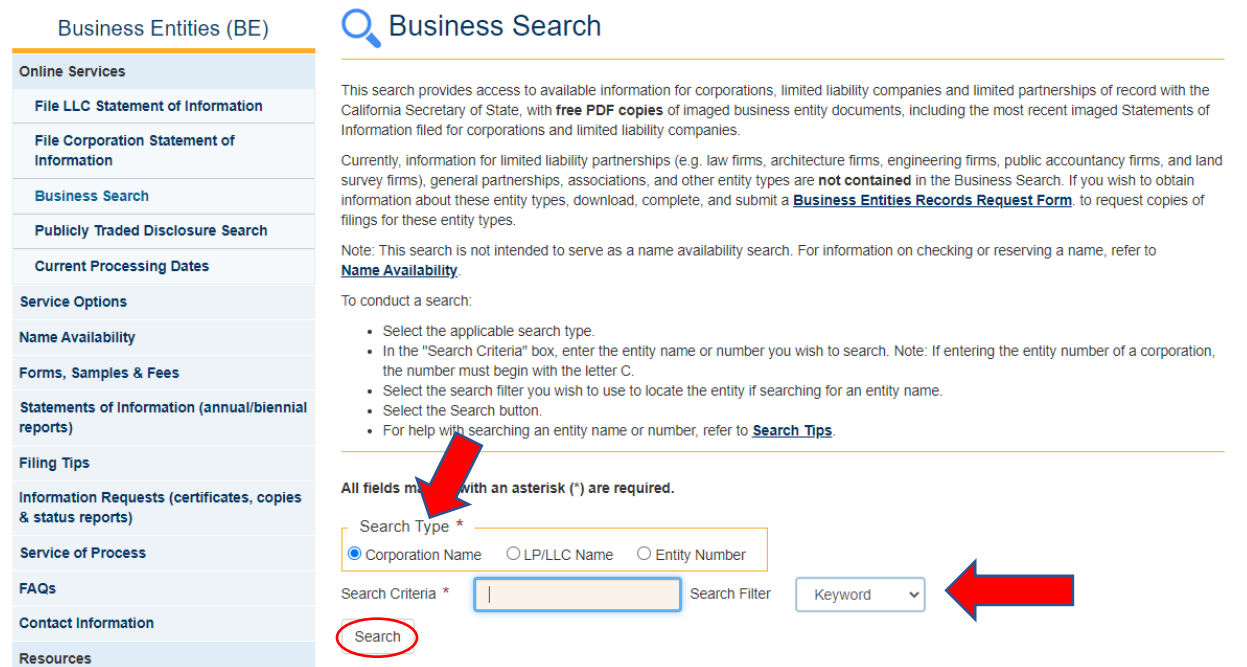 Business Entities (BE)
Online Services
File LLC Statement of Information
File Corporation Statement of
Information
Business Search
Publicly Traded Disclosure Search
Current Processing Dates
Service Options
Name Availability
Forms, Samples & Fees
Statements of Information (annual/biennial
reports)
Filing Tips
Information Requests (certificates, copies
& status reports)
Service of Process
FAQs
Contact Information
Resources
Business Search
This search provides access to available information for corporations, limited liability companies and limited partnerships of record with the
California Secretary of State, with free PDF copies of imaged business entity documents, including the most recent imaged Statements of
Information filed for corporations and limited liability companies.
Currently, information for limited liability partnerships (e.g. law firms, architecture firms, engineering firms, public accountancy firms, and land
survey firms), general partnerships, associations, and other entity types are not contained in the Business Search. If you wish to obtain
information about these entity types, download, complete, and submit a Business Entities Records Request Form. to request copies of
filings for these entity types.
Note: This search is not intended to serve as a name availability search. For information on checking or reserving a name, refer to
Name Availability.
To conduct a search:
• Select the applicable search type.
• In the "Search Criteria" box, enter the entity name or number you wish to search. Note: If entering the entity number of a corporation,
the number must begin with the letter C.
• Select the search filter you wish to use to locate the entity if searching for an entity name.
• Select the Search button.
• For help with searching an entity name or number, refer to Search Tips.
All fields ma with an asterisk (*) are required.
Search Type *
Corporation Name LP/LLC Name Entity Number
Search Criteria * Search Filter Keyword
Search